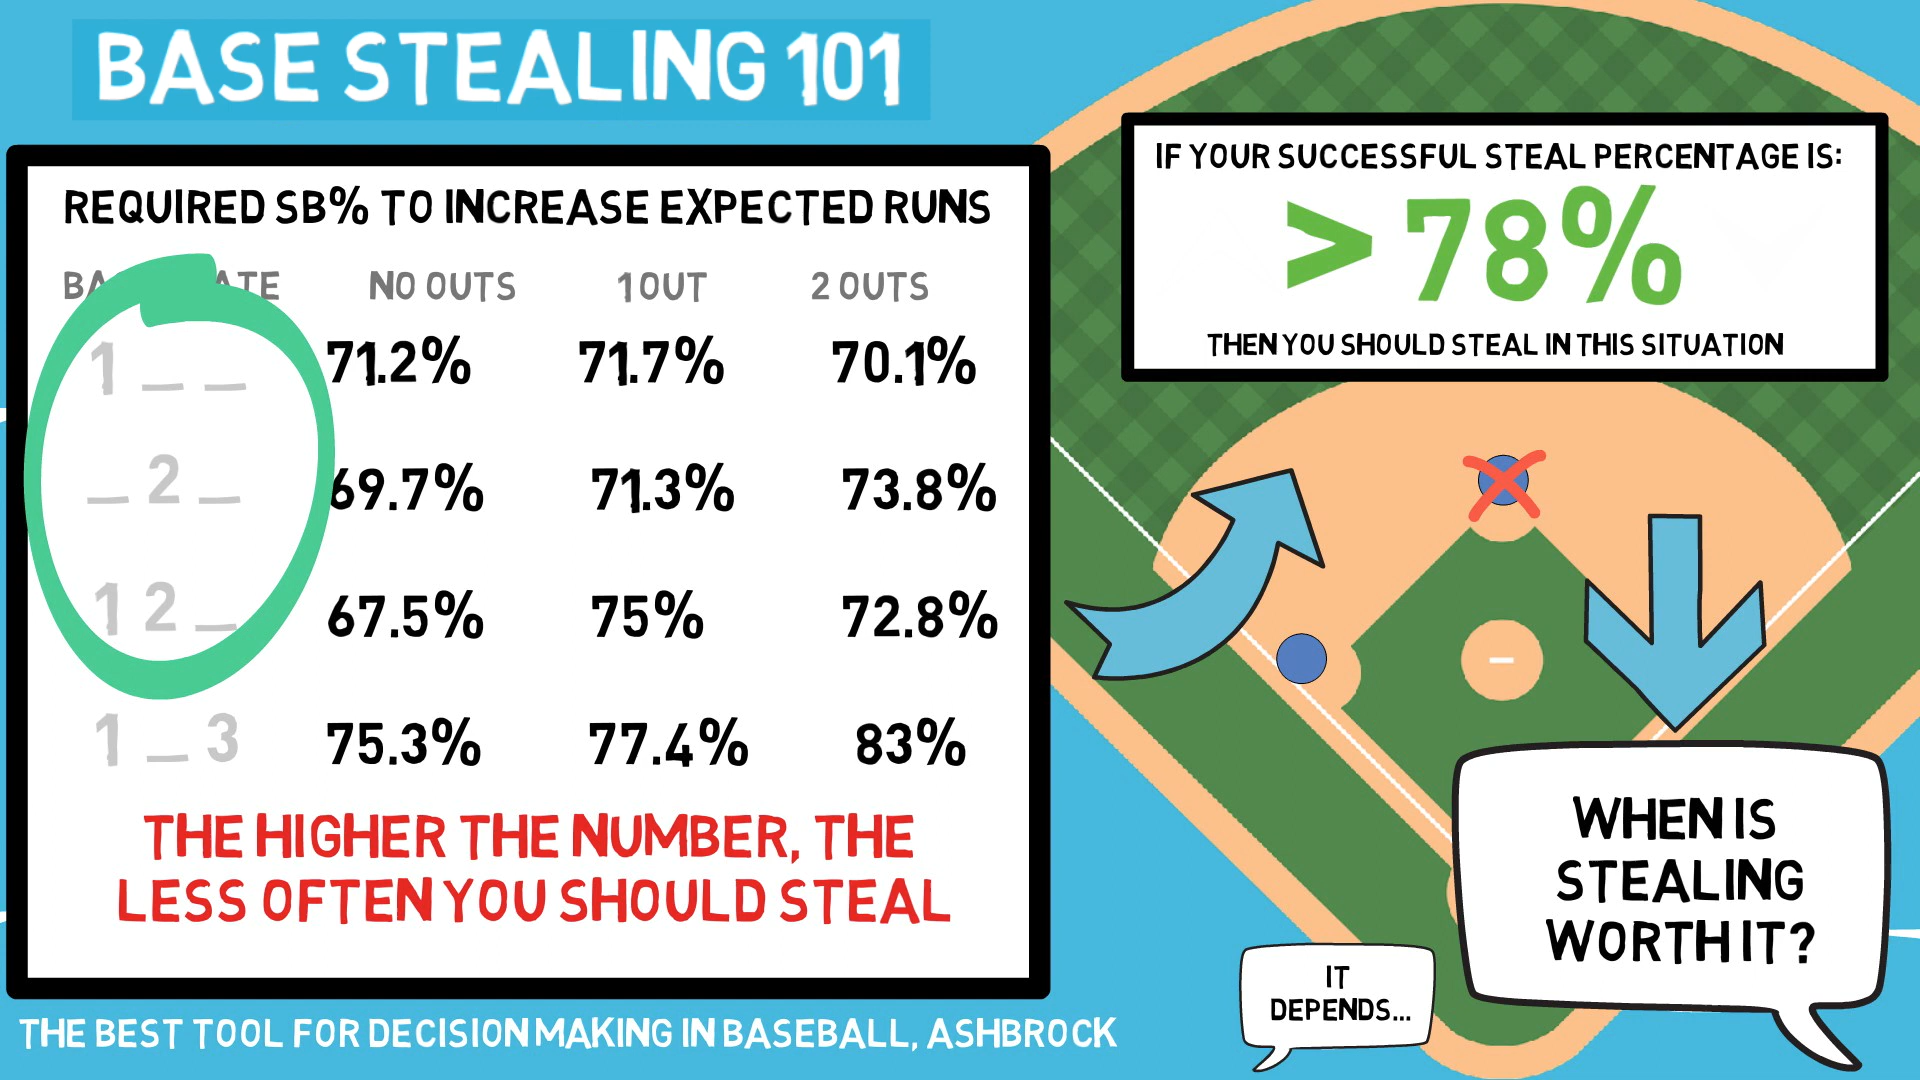 BASE STEALING 101
REQUIRED SB% TO INCREASE EXPECTED RUNS
NO OUTS 1 OUT 2 OUTS
1 _ _ 71.2% 71.7% 70.1%
_ 2 _ 69.7% 71.3% 73.8%
1 2 _ 67.5% 75% 72.8%
1 _ 3 75.3% 77.4% 83%
THE HIGHER THE NUMBER, THE
LESS OFTEN YOU SHOULD STEAL
THE BEST TOOL FOR DECISION MAKING IN BASEBALL, ASHBROCK
IF YOUR SUCCESSFUL STEAL PERCENTAGE IS:
> 78%
THEN YOU SHOULD STEAL IN THIS SITUATION
WHEN IS
STEALING
WORTH IT?
IT
DEPENDS...